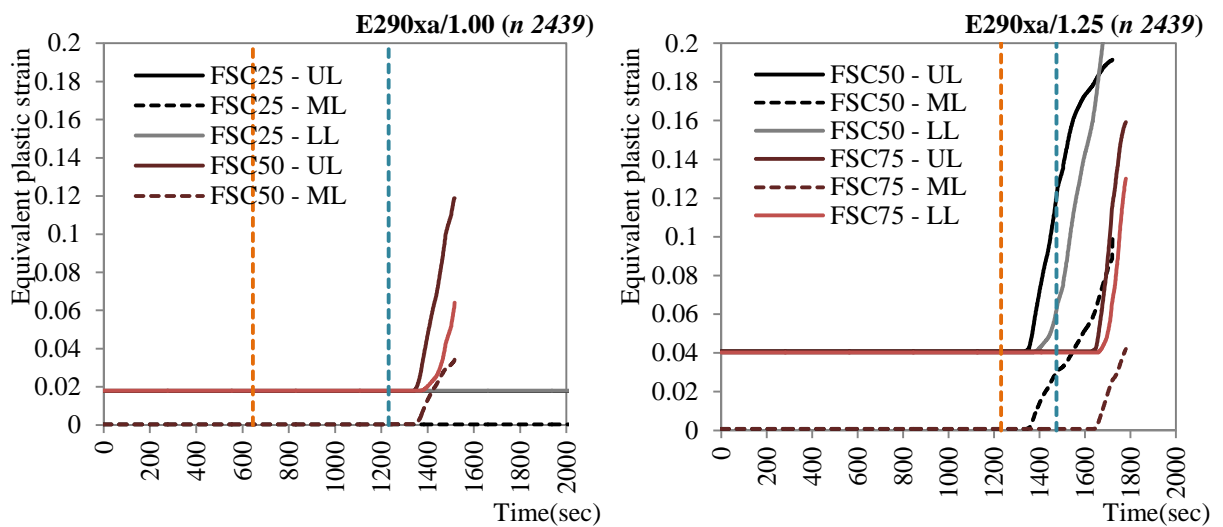 E290xa/1.00 (n 2439)
Equivalent plastic strain
0.2
0.18
0.16
0.14
0.12
0.1
0.08
0.06
0.04
0.02
0
FSC25 - UL
FSC25 - ML
FSC25 - LL
FSC50 - UL
FSC50 - ML
0
200
400
600
800
1000
1200
1400
1600
1800
2000
Time(sec)
E290xa/1.25 (n 2439)
Equivalent plastic strain
0.2
0.18
0.16
0.14
0.12
0.1
0.08
0.06
0.04
0.02
0
FSC50 - UL
FSC50 - ML
FSC50 - LL
FSC75 - UL
FSC75 - ML
FSC75 - LL
0
200
400
600
800
1000
1200
1400
1600
1800
2000
Time(sec)